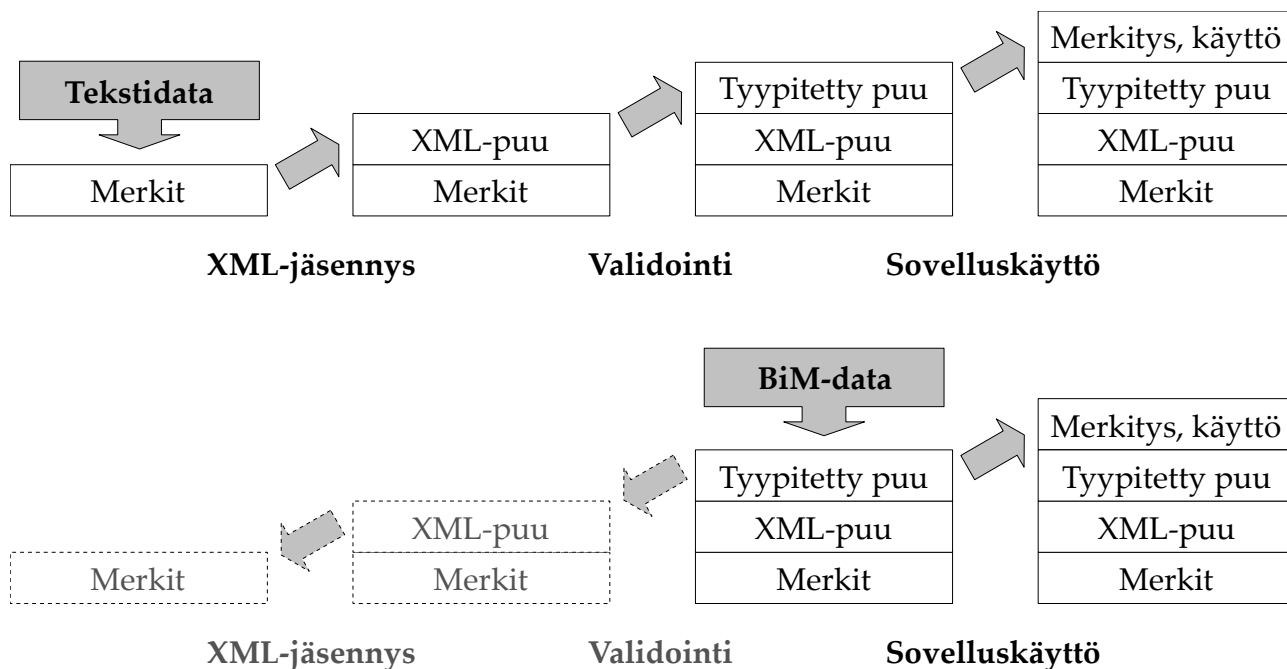 Merkitys, käyttö
Tekstidata
Tyypitetty puu
Tyypitetty puu
XML-puu
XML-puu
XML-puu
Merkit
Merkit
Merkit
Merkit
XML-jäsennys
Validointi
Sovelluskäyttö
BiM-data
Merkitys, käyttö
Tyypitetty puu
Tyypitetty puu
XML-puu
XML-puu
XML-puu
Merkit
Merkit
Merkit
Merkit
XML-jäsennys
Validointi
Sovelluskäyttö